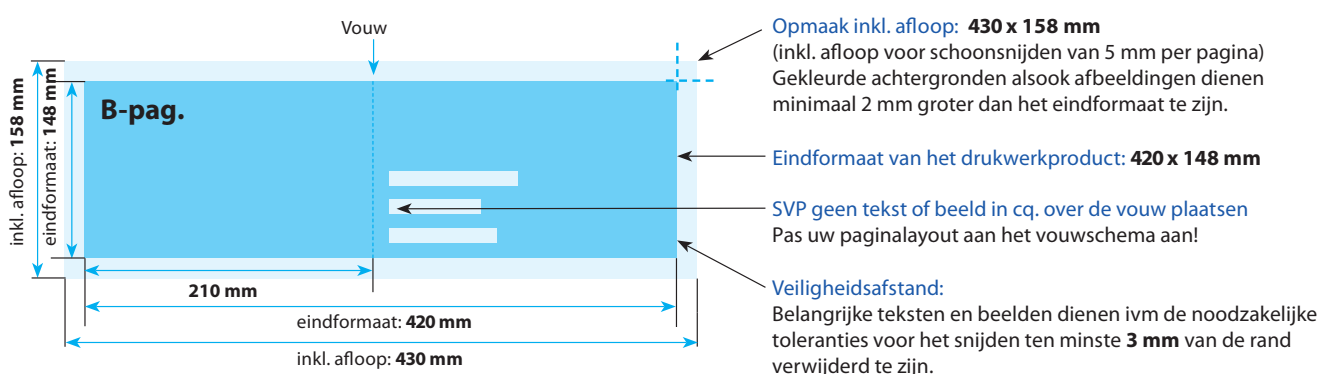 Vouw
B-pag.
inkl. afloop: 158 mm
eindformaat: 148 mm
210 mm
eindformaat: 420 mm
inkl. afloop: 430 mm
Opmaak inkl. afloop: 430 x 158 mm
(inkl. afloop voor schoonsnijden van 5 mm per pagina)
Gekleurde achtergronden alsook afbeeldingen dienen
minimaal 2 mm groter dan het eindformaat te zijn.
Eindformaat van het drukwerkproduct: 420 x 148 mm
SVP geen tekst of beeld in cq. over de vouw plaatsen
Pas uw paginalayout aan het vouwschema aan!
Veiligheidsafstand:
Belangrijke teksten en beelden dienen ivm de noodzakelijke
toleranties voor het snijden ten minste 3 mm van de rand
verwijderd te zijn.